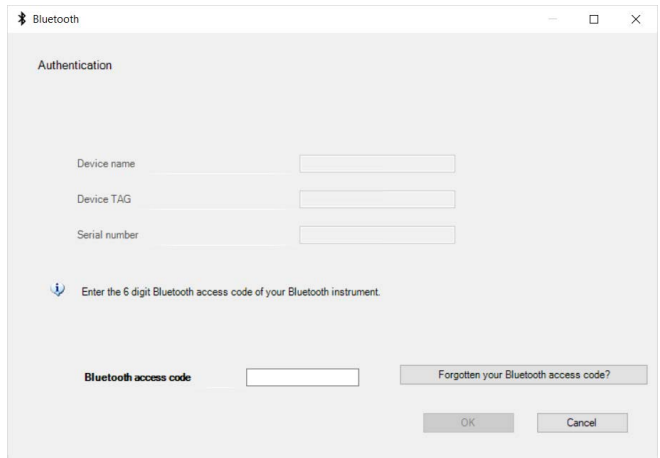 Bluetooth
Authentication
Device name
Device TAG
Serial number
Enter the 6 digit Bluetooth access code of your Bluetooth instrument.
Bluetooth access code
Forgotten your Bluetooth access code?
OK
Cancel